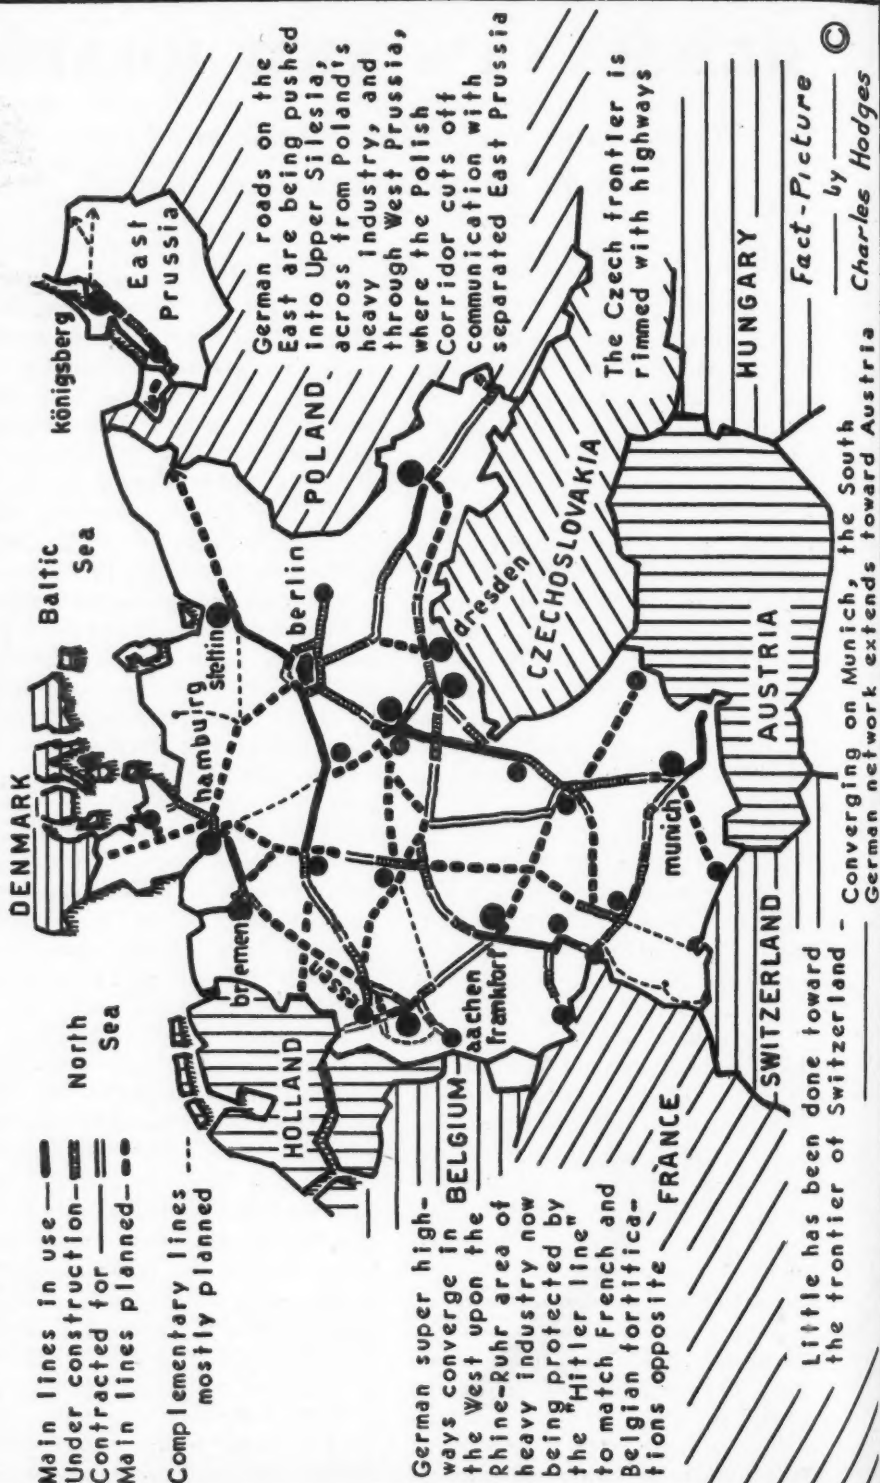 Main lines in use
Under construction
Contracted for
Main lines planned
Complementary lines
mostly planned
DENMARK
North
Sea
Baltic
Sea
Königsberg
East
Prussia
hamburg
stettin
bremen
berlin
HOLLAND
POLAND
German roads on the
East are being pushed
into Upper Silesia,
across from Poland's
heavy industry, and
through West Prussia,
where the Polish
Corridor cuts off
communication with
separated East Prussia
German super high-
ways converge in
the West upon the
Rhine-Ruhr area of
heavy industry now
being protected by
the "Hitler line"
to match French and
Belgian fortifica-
tions opposite
BELGIUM
aachen
frankfort
dresden
CZECHOSLOVAKIA
The Czech frontier is
rimmed with highways
FRANCE
munich
AUSTRIA
HUNGARY
SWITZERLAND
Little has been done toward
the frontier of Switzerland -
Converging on Munich, the South
German network extends toward Austria
Fact-Picture
by
Charles Hodges
©